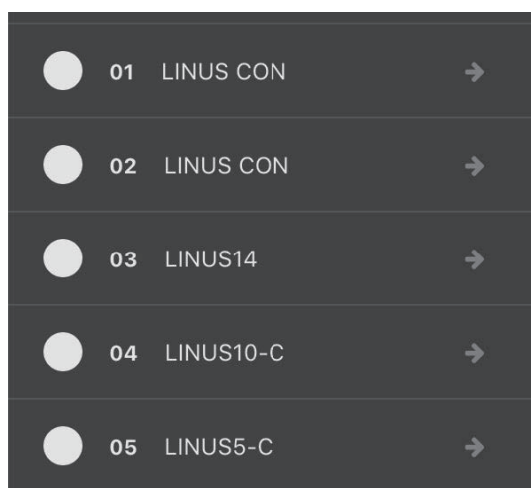 01 LINUS CON
02 LINUS CON
03 LINUS14
04 LINUS10-C
05 LINUS5-C